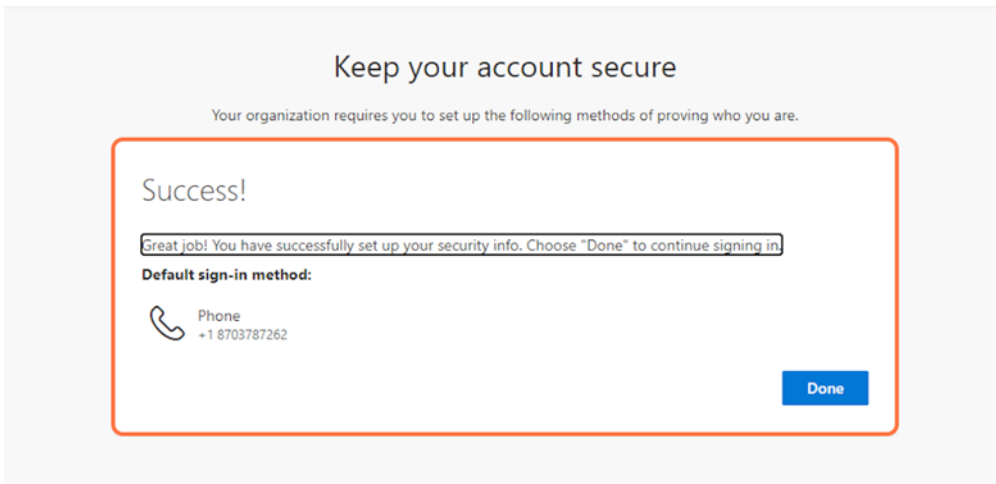 Keep your account secure
Your organization requires you to set up the following methods of proving who you are.
Success!
Great job! You have successfully set up your security info. Choose "Done" to continue signing in.
Default sign-in method:
Phone
+1 8703787262
Done